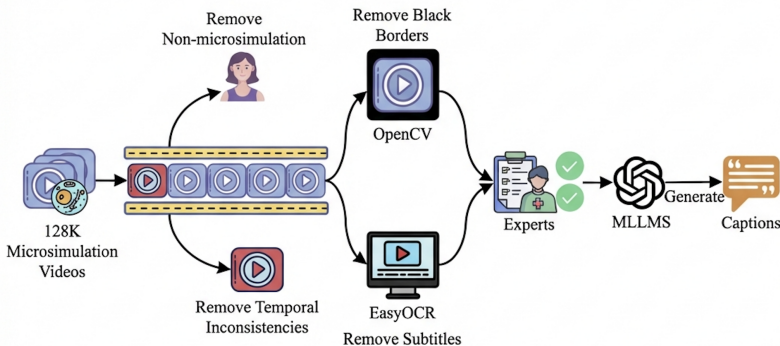 Remove
Non-microsimulation
Remove Black
Borders
OpenCV
128K
Microsimulation
Videos
Remove Temporal
Inconsistencies
EasyOCR
Remove Subtitles
Experts
MLLMS
Generate
Captions